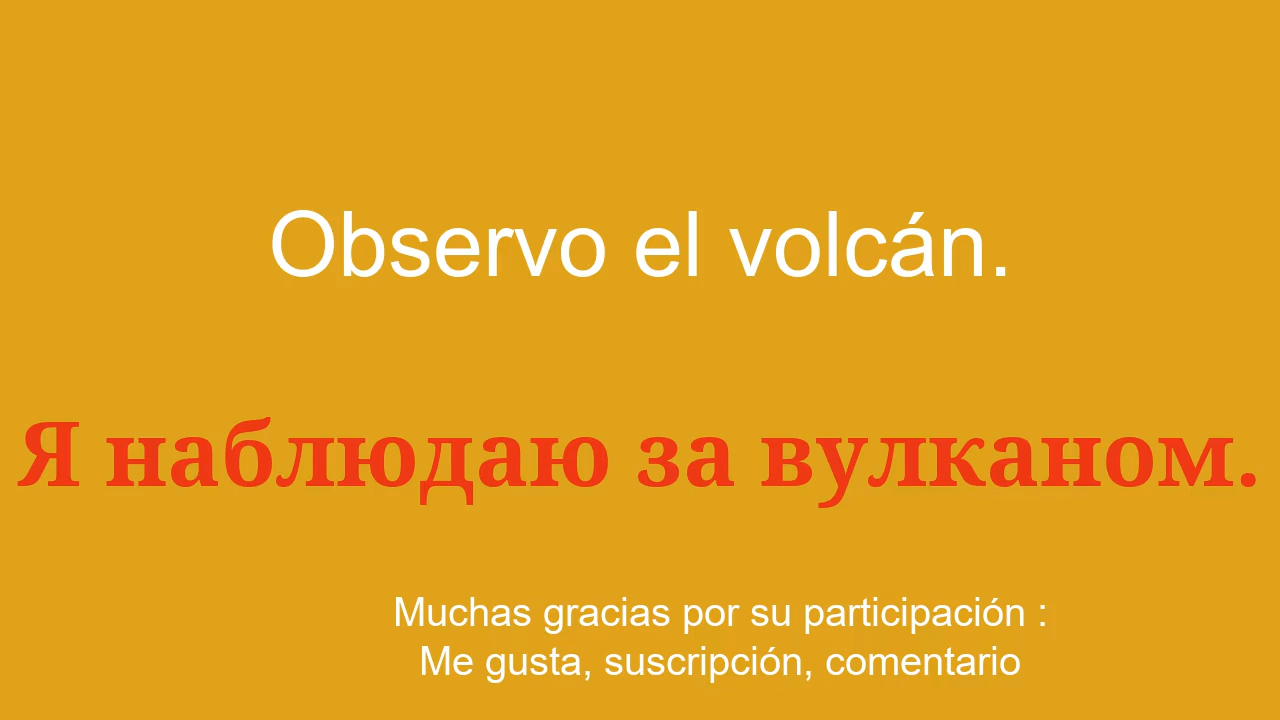 Observo el volcán.
Я наблюдаю за вулканом.
Muchas gracias por su participación :
Me gusta, suscripción, comentario